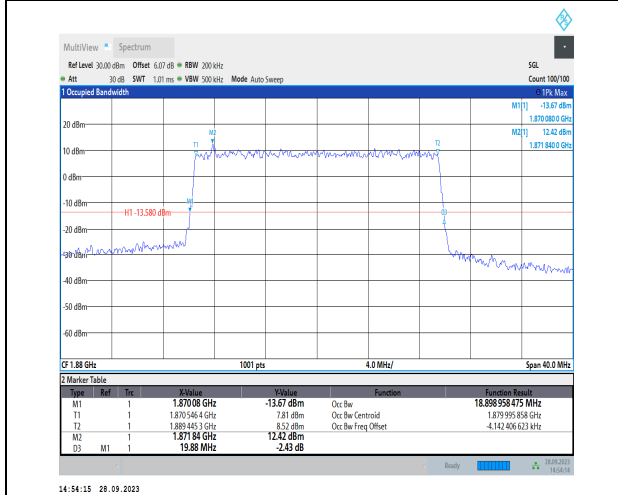 MultiView Spectrum
Ref Level 30.00 dBm Offset 6.07 dB RBW 200 kHz SGL
Att 30 dB SWT 1.01 ms VBW 500 kHz Mode Auto Sweep Count 100/100
1 Occupied Bandwidth 1Pk Max
M1[1] -13.67 dBm
1.870 080 0 GHz
20 dBm M2 M2[1] 12.42 dBm
T1 T2 1.871 840 0 GHz
10 dBm
0 dBm
-10 dBm M1
H1 -13.580 dBm D3
-20 dBm
-30 dBm
-40 dBm
-50 dBm
-60 dBm
CF 1.88 GHz 1001 pts 4.0 MHz/ Span 40.0 MHz
2 Marker Table
Type Ref Trc X-Value Y-Value Function Function Result
M1 1 1.870 08 GHz -13.67 dBm Occ Bw 18.898 958 475 MHz
T1 1 1.870 546 4 GHz 7.81 dBm Occ Bw Centroid 1.879 995 858 GHz
T2 1 1.889 445 3 GHz 8.52 dBm Occ Bw Freq Offset -4.142 406 623 kHz
M2 1 1.871 84 GHz 12.42 dBm
D3 M1 1 19.88 MHz -2.43 dB
Ready 28.09.2023
14:54:14
14:54:15 28.09.2023